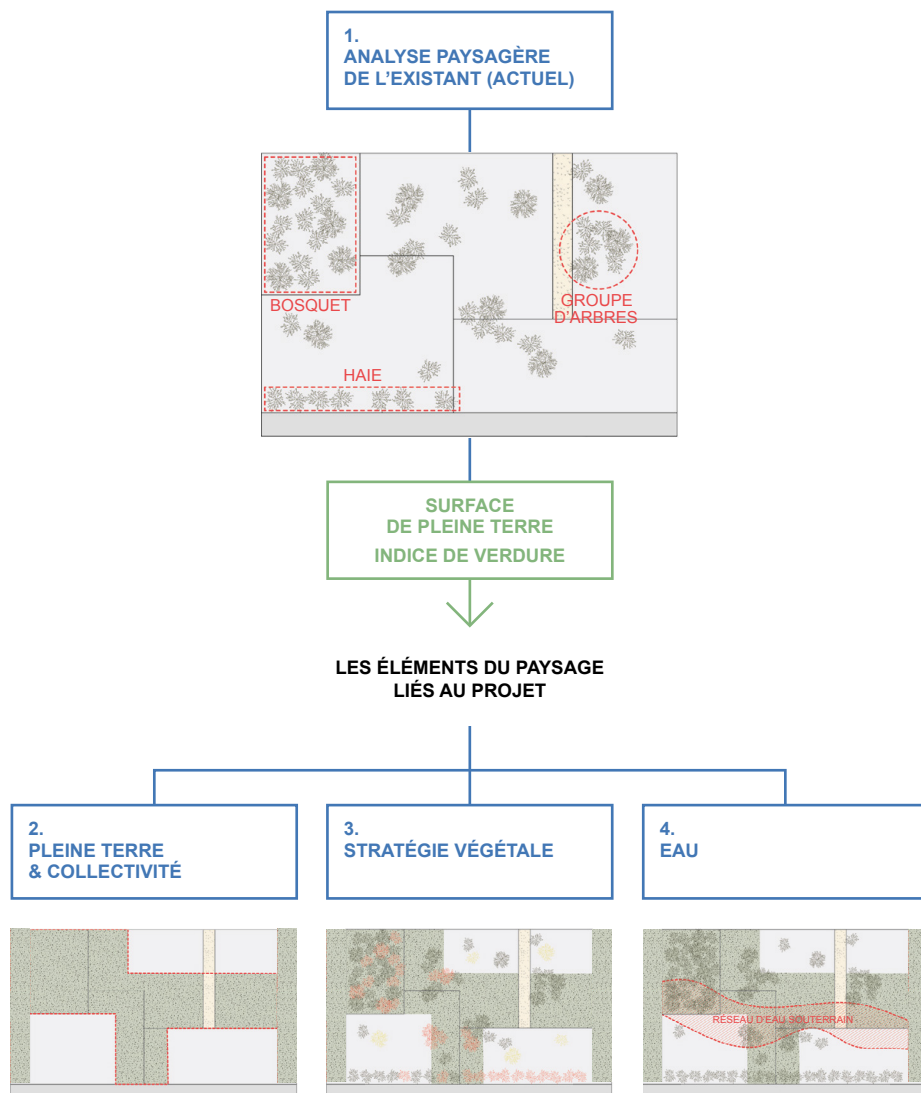 1.
ANALYSE PAYSAGÈRE
DE L'EXISTANT (ACTUEL)
BOSQUET
GROUPE
D'ARBRES
HAIE
SURFACE
DE PLEINE TERRE
INDICE DE VERDURE
LES ÉLÉMENTS DU PAYSAGE
LIÉS AU PROJET
2.
PLEINE TERRE
& COLLECTIVITÉ
3.
STRATÉGIE VÉGÉTALE
4.
EAU
RÉSEAU D'EAU SOUTERRAIN